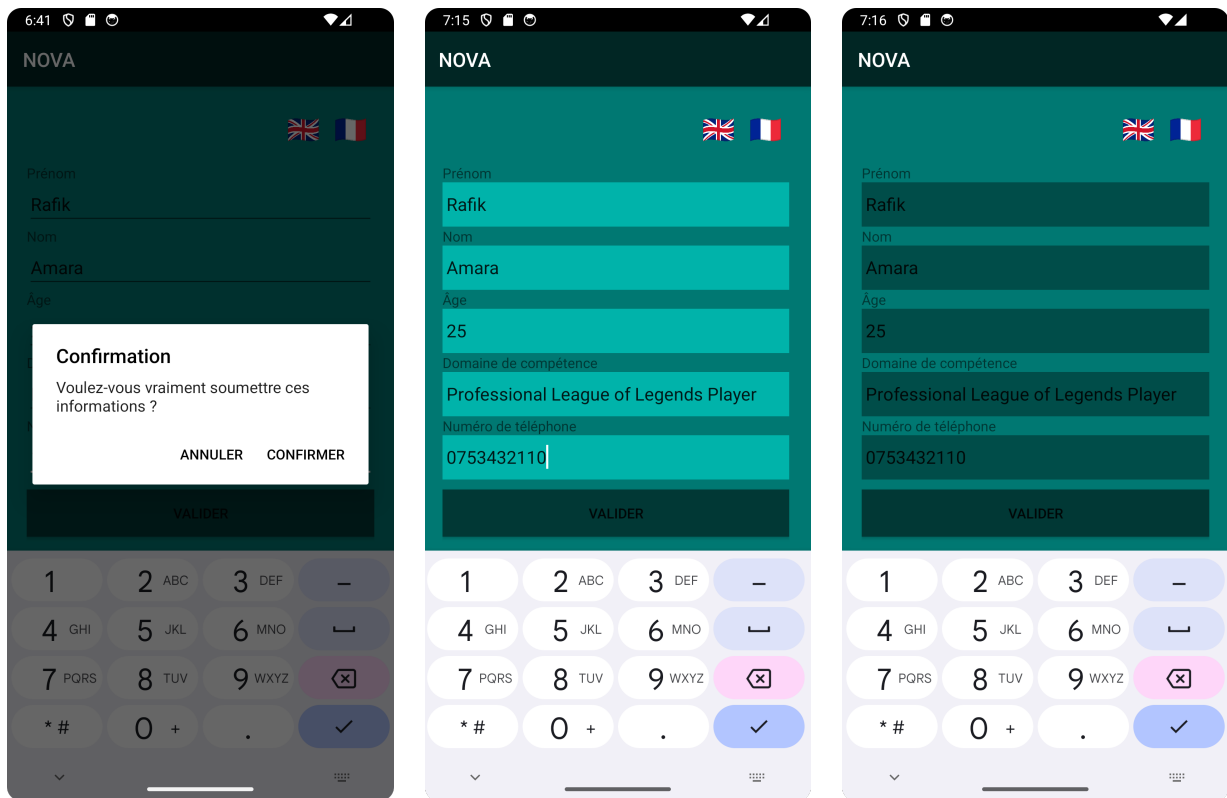 6:41
NOVA
Prénom
Rafik
Nom
Amara
Âge
Confirmation
Voulez-vous vraiment soumettre ces
informations ?
ANNULER CONFIRMER
VALIDER
1 2 ABC 3 DEF –
4 GHI 5 JKL 6 MNO
7 PQRS 8 TUV 9 WXYZ
* # 0 + .
7:15
NOVA
Prénom
Rafik
Nom
Amara
Âge
25
Domaine de compétence
Professional League of Legends Player
Numéro de téléphone
0753432110
VALIDER
1 2 ABC 3 DEF –
4 GHI 5 JKL 6 MNO
7 PQRS 8 TUV 9 WXYZ
* # 0 + .
7:16
NOVA
Prénom
Rafik
Nom
Amara
Âge
25
Domaine de compétence
Professional League of Legends Player
Numéro de téléphone
0753432110
VALIDER
1 2 ABC 3 DEF –
4 GHI 5 JKL 6 MNO
7 PQRS 8 TUV 9 WXYZ
* # 0 + .